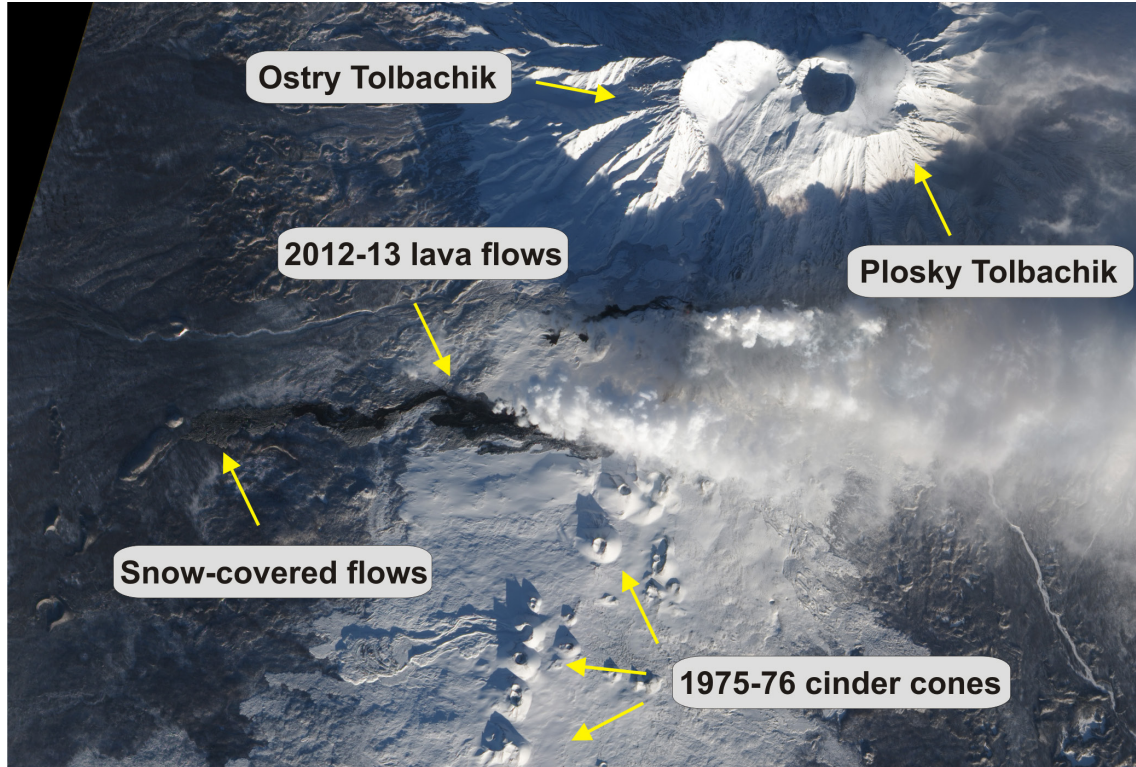 Ostry Tolbachik
2012-13 lava flows
Plosky Tolbachik
Snow-covered flows
1975-76 cinder cones